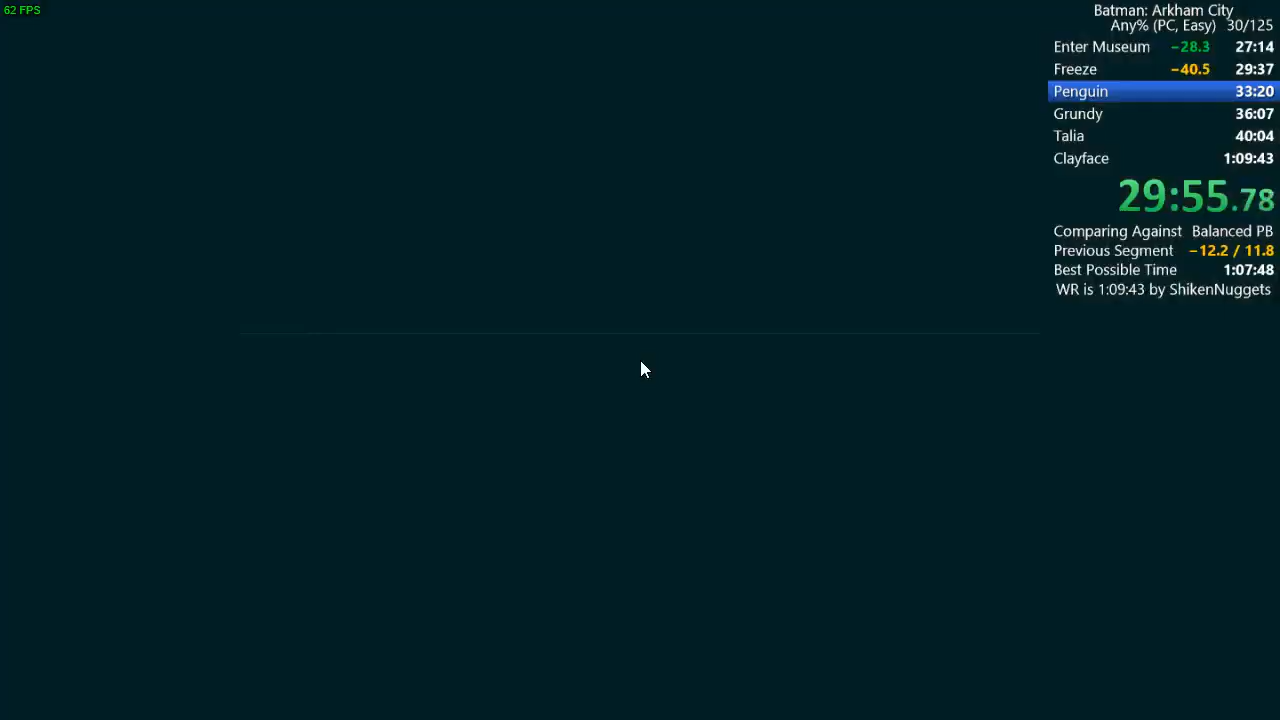 62 FPS
Batman: Arkham City
Any% (PC, Easy) 30/125
Enter Museum −28.3 27:14
Freeze −40.5 29:37
Penguin 33:20
Grundy 36:07
Talia 40:04
Clayface 1:09:43
29:55.78
Comparing Against Balanced PB
Previous Segment −12.2 / 11.8
Best Possible Time 1:07:48
WR is 1:09:43 by ShikenNuggets